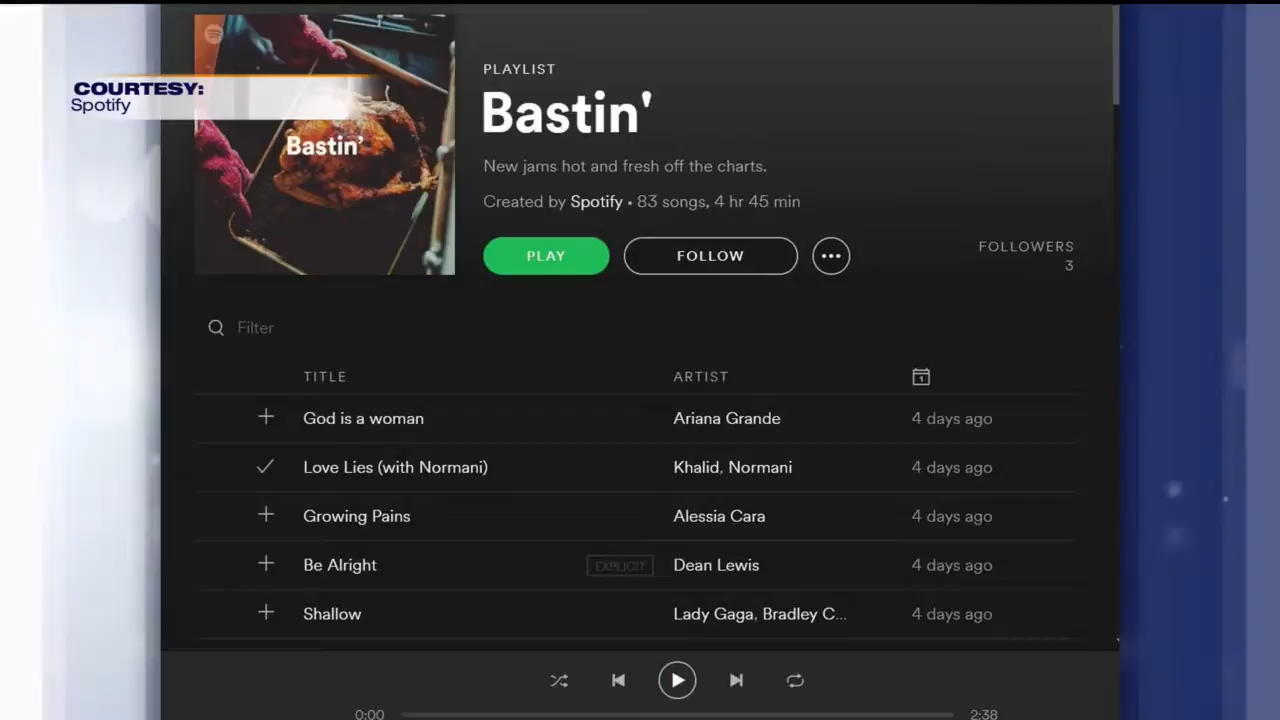 COURTESY:
Spotify
Bastin'
PLAYLIST
Bastin'
New jams hot and fresh off the charts.
Created by Spotify • 83 songs, 4 hr 45 min
PLAY FOLLOW
FOLLOWERS
3
Filter
TITLE ARTIST
God is a woman Ariana Grande 4 days ago
Love Lies (with Normani) Khalid, Normani 4 days ago
Growing Pains Alessia Cara 4 days ago
Be Alright EXPLICIT Dean Lewis 4 days ago
Shallow Lady Gaga, Bradley C... 4 days ago
0:00 2:38